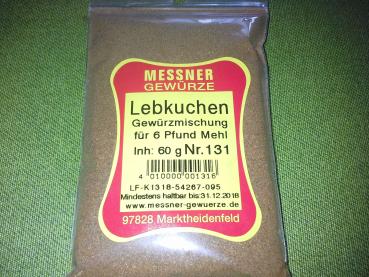 MESSNER
GEWÜRZE
Lebkuchen
Gewürzmischung
für 6 Pfund Mehl
Inh: 60 g Nr.131
4 010000 001316
LF-K1318-54267-095
Mindestens haltbar bis:31.12.2018
www.messner-gewuerze.de
97828 Marktheidenfeld